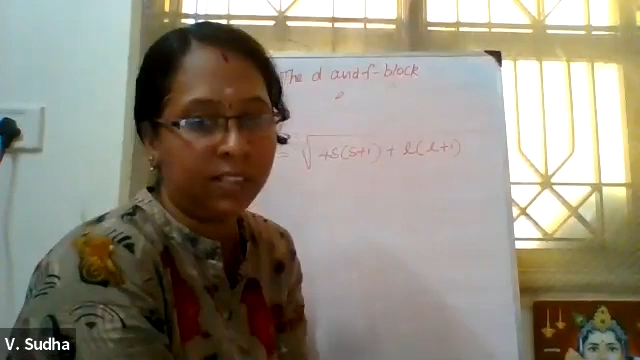 The d and f-block
= √ 4s(s+1) + l(l+1)
V. Sudha